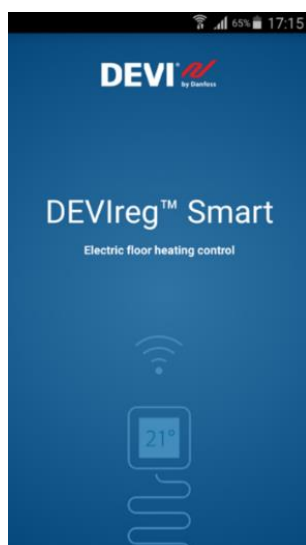 65% 17:15
DEVI
by Danfoss
DEVIreg™ Smart
Electric floor heating control
21°